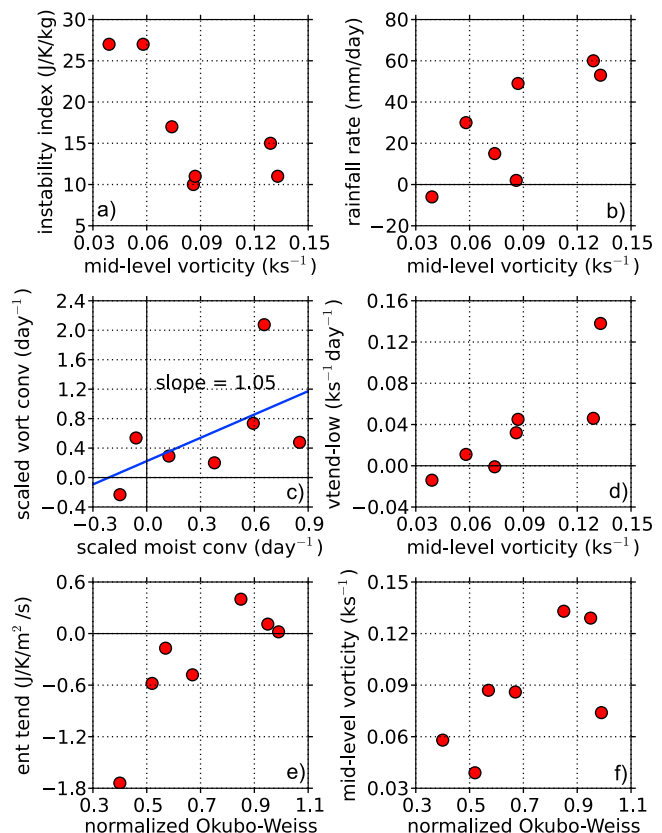 30
25
20
15
10
5
0.03 0.06 0.09 0.12 0.15
instability index (J/K/kg)
mid-level vorticity (ks⁻¹)
a)
80
60
40
20
0
−20
0.03 0.06 0.09 0.12 0.15
rainfall rate (mm/day)
mid-level vorticity (ks⁻¹)
b)
2.4
2.0
1.6
1.2
0.8
0.4
0.0
−0.4
−0.3 0.0 0.3 0.6 0.9
scaled vort conv (day⁻¹)
scaled moist conv (day⁻¹)
slope = 1.05
c)
0.16
0.12
0.08
0.04
0.00
−0.04
0.03 0.06 0.09 0.12 0.15
vtend-low (ks⁻¹ day⁻¹)
mid-level vorticity (ks⁻¹)
d)
0.6
0.0
−0.6
−1.2
−1.8
0.3 0.5 0.7 0.9 1.1
ent tend (J/K/m² /s)
normalized Okubo-Weiss
e)
0.15
0.12
0.09
0.06
0.03
0.3 0.5 0.7 0.9 1.1
mid-level vorticity (ks⁻¹)
normalized Okubo-Weiss
f)